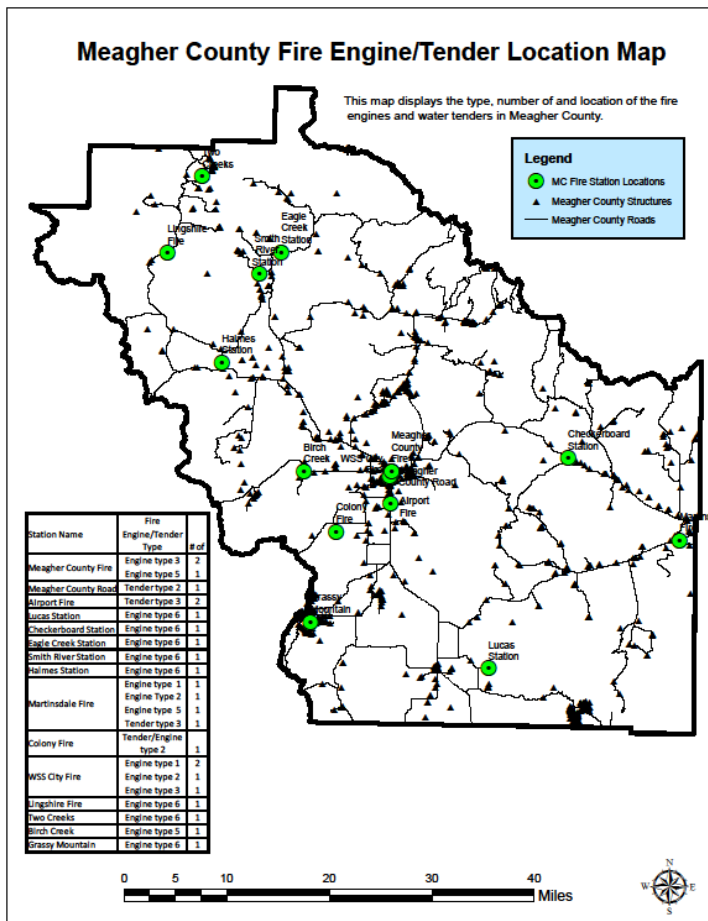 Meagher County Fire Engine/Tender Location Map
This map displays the type, number of and location of the fire
engines and water tenders in Meagher County.
Legend
MC Fire Station Locations
Meagher County Structures
Meagher County Roads
Two
Creeks
Eagle
Creek
Station
Lingshire
Fire
Smith
River
Station
Halmes
Station
Birch
Creek
WSS City
Meagher
County
Fire
Meagher
County Road
Checkerboard
Station
Airport
Fire
Colony
Fire
Fire
Grassy
Mountain
Lucas
Station
Station Name Fire Engine/Tender Type # of
Meagher County Fire Engine type 3 2
Engine type 5 1
Meagher County Road Tender type 2 1
Airport Fire Tender type 3 2
Lucas Station Engine type 6 1
Checkerboard Station Engine type 6 1
Eagle Creek Station Engine type 6 1
Smith River Station Engine type 6 1
Halmes Station Engine type 6 1
Martinsdale Fire Engine type 1 1
Engine Type 2 1
Engine type 5 1
Tender type 3 1
Colony Fire Tender/Engine type 2 1
WSS City Fire Engine type 1 2
Engine type 2 1
Engine type 3 1
Lingshire Fire Engine type 6 1
Two Creeks Engine type 6 1
Birch Creek Engine type 5 1
Grassy Mountain Engine type 6 1
0 5 10 20 30 40
Miles
N
W E
S